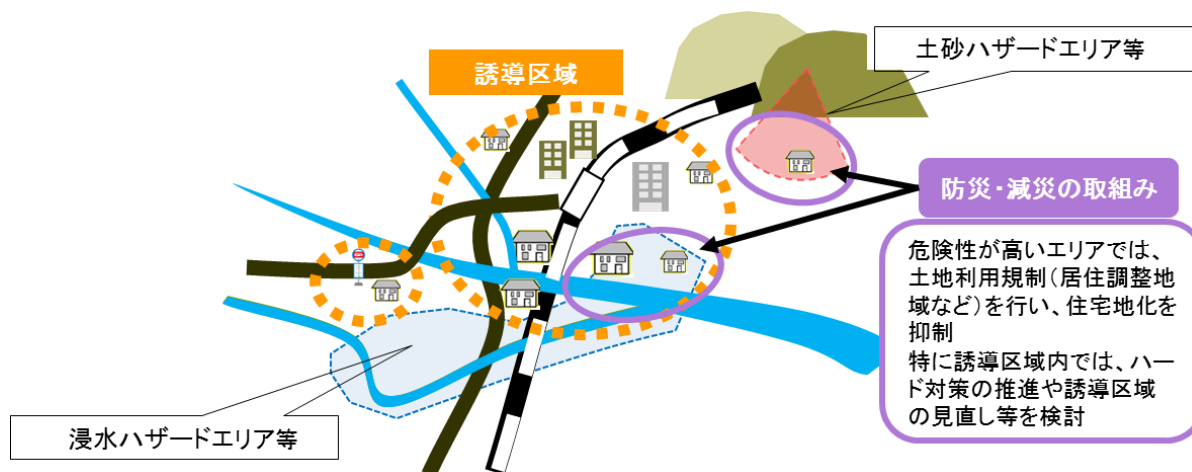 土砂ハザードエリア等
誘導区域
防災・減災の取組み
危険性が高いエリアでは、
土地利用規制(居住調整地
域など)を行い、住宅地化を
抑制
特に誘導区域内では、ハー
ド対策の推進や誘導区域
の見直し等を検討
浸水ハザードエリア等